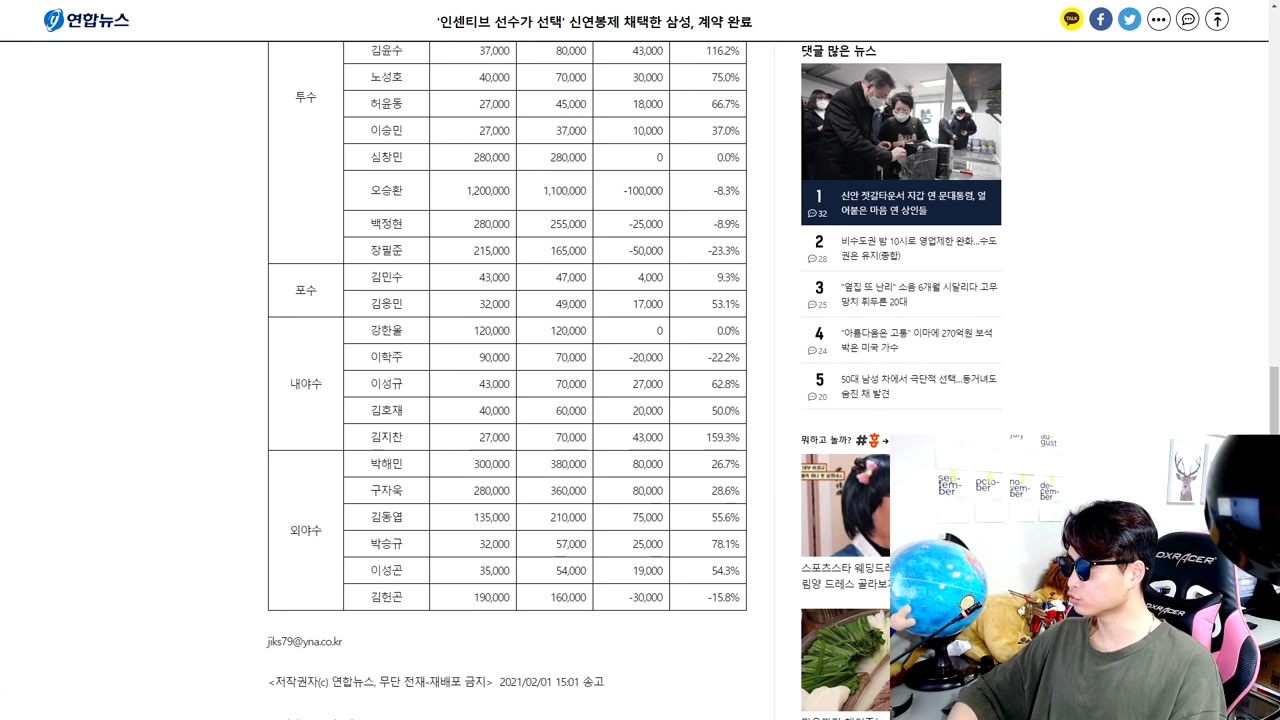 연합뉴스
'인센티브 선수가 선택' 신연봉제 채택한 삼성, 계약 완료
TALK
투수
김윤수 37,000 80,000 43,000 116.2%
노성호 40,000 70,000 30,000 75.0%
허윤동 27,000 45,000 18,000 66.7%
이승민 27,000 37,000 10,000 37.0%
심창민 280,000 280,000 0 0.0%
오승환 1,200,000 1,100,000 -100,000 -8.3%
백정현 280,000 255,000 -25,000 -8.9%
장필준 215,000 165,000 -50,000 -23.3%
포수
김민수 43,000 47,000 4,000 9.3%
김응민 32,000 49,000 17,000 53.1%
내야수
강한울 120,000 120,000 0 0.0%
이학주 90,000 70,000 -20,000 -22.2%
이성규 43,000 70,000 27,000 62.8%
김호재 40,000 60,000 20,000 50.0%
김지찬 27,000 70,000 43,000 159.3%
외야수
박해민 300,000 380,000 80,000 26.7%
구자욱 280,000 360,000 80,000 28.6%
김동엽 135,000 210,000 75,000 55.6%
박승규 32,000 57,000 25,000 78.1%
이성곤 35,000 54,000 19,000 54.3%
김헌곤 190,000 160,000 -30,000 -15.8%
jiks79@yna.co.kr
<저작권자(c) 연합뉴스, 무단 전재-재배포 금지> 2021/02/01 15:01 송고
댓글 많은 뉴스
1 신안 젓갈타운서 지갑 연 문대통령, 얼
32 어붙은 마음 연 상인들
2 비수도권 밤 10시로 영업제한 완화…수도
28 권은 유지(종합)
3 "옆집 또 난리" 소음 6개월 시달리다 고무
25 망치 휘두른 20대
4 "아름다움은 고통" 이마에 270억원 보석
24 박은 미국 가수
5 50대 남성 차에서 극단적 선택…동거녀도
20 숨진 채 발견
뭐하고 놀까? #흥
스포츠스타 웨딩드레
림양 드레스 골라보
july
au-
gust
sep-
tem-
ber
octo-
ber
no
vem-
ber
de-
cem-
ber
DXRACER
DXRACER